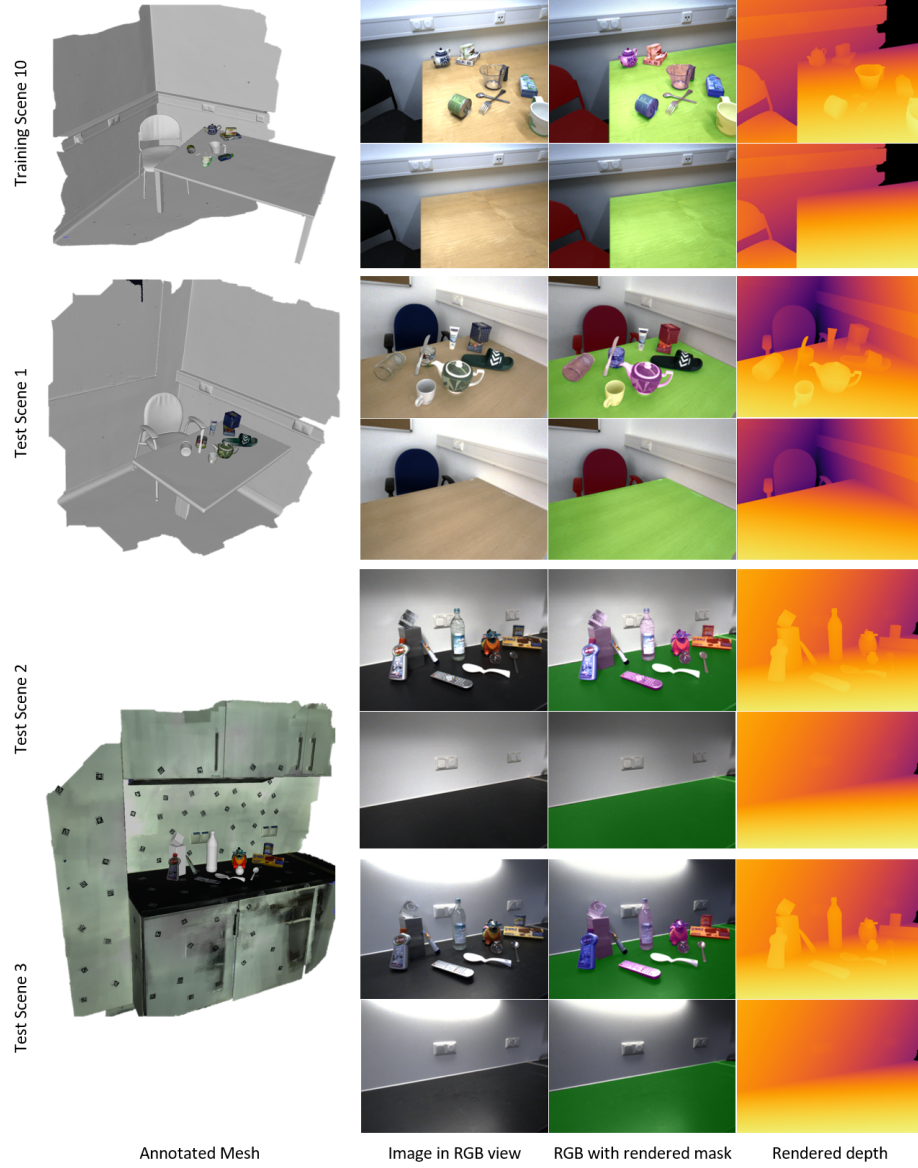 Training Scene 10
Test Scene 1
Test Scene 2
Test Scene 3
Annotated Mesh
Image in RGB view
RGB with rendered mask
Rendered depth